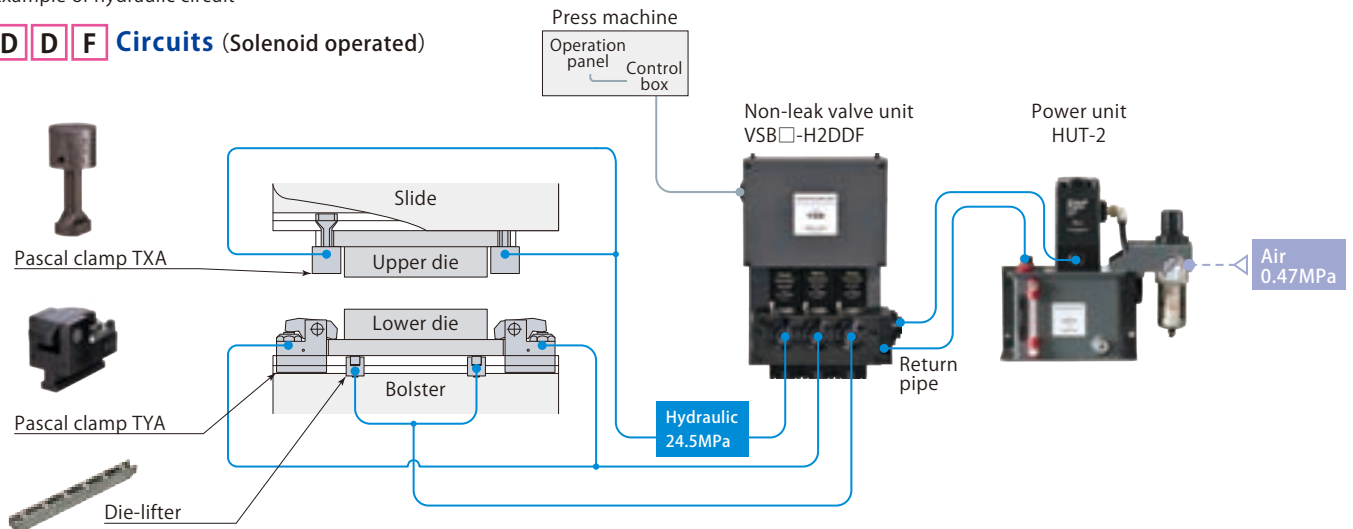 Example of hydraulic circuit
D D F Circuits (Solenoid operated)
Press machine
Operation
panel
Control
box
Non-leak valve unit
VSB□-H2DDF
Power unit
HUT-2
Slide
Pascal clamp TXA
Upper die
Air
0.47MPa
Lower die
Return
pipe
Bolster
Hydraulic
24.5MPa
Pascal clamp TYA
Die-lifter